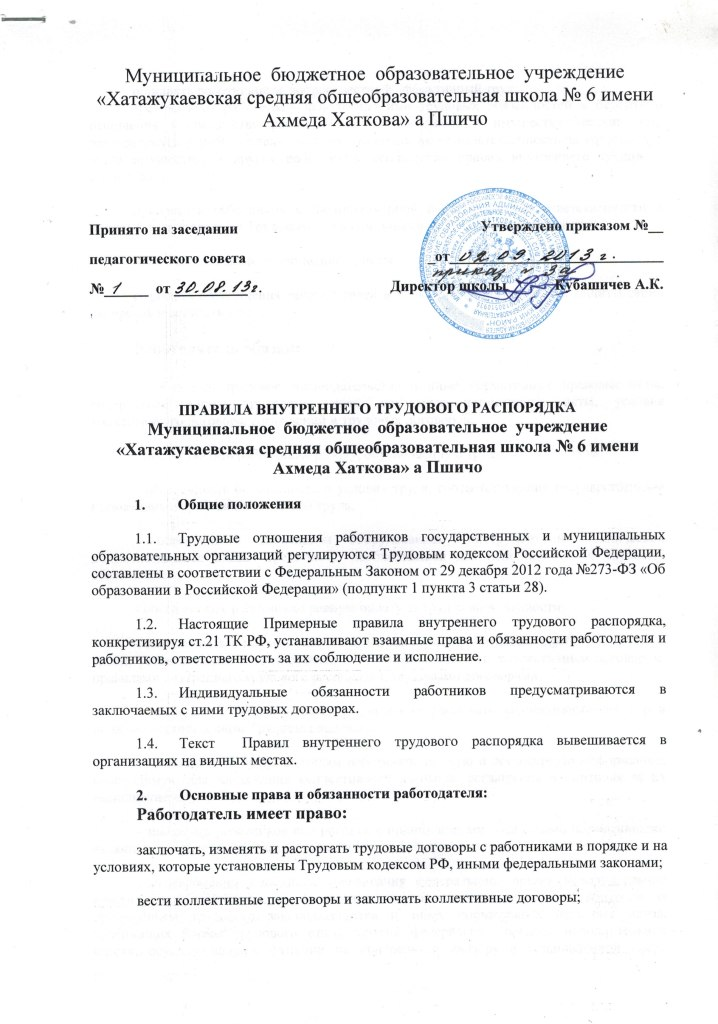 Муниципальное бюджетное образовательное учреждение
«Хатажукаевская средняя общеобразовательная школа № 6 имени
Ахмеда Хаткова» а Пшичо
Принято на заседании
Утверждено приказом №__
педагогического совета
_от 02.09.2013г.
приказ № 3а
№ 1 от 30.08.13г.
Директор школы Кубашичев А.К.
ПРАВИЛА ВНУТРЕННЕГО ТРУДОВОГО РАСПОРЯДКА
Муниципальное бюджетное образовательное учреждение
«Хатажукаевская средняя общеобразовательная школа № 6 имени
Ахмеда Хаткова» а Пшичо
1. Общие положения
1.1. Трудовые отношения работников государственных и муниципальных
образовательных организаций регулируются Трудовым кодексом Российской Федерации,
составлены в соответствии с Федеральным Законом от 29 декабря 2012 года №273-ФЗ «Об
образовании в Российской Федерации» (подпункт 1 пункта 3 статьи 28).
1.2. Настоящие Примерные правила внутреннего трудового распорядка,
конкретизируя ст.21 ТК РФ, устанавливают взаимные права и обязанности работодателя и
работников, ответственность за их соблюдение и исполнение.
1.3. Индивидуальные обязанности работников предусматриваются в
заключаемых с ними трудовых договорах.
1.4. Текст Правил внутреннего трудового распорядка вывешивается в
организациях на видных местах.
2. Основные права и обязанности работодателя:
Работодатель имеет право:
заключать, изменять и расторгать трудовые договоры с работниками в порядке и на
условиях, которые установлены Трудовым кодексом РФ, иными федеральными законами;
вести коллективные переговоры и заключать коллективные договоры;